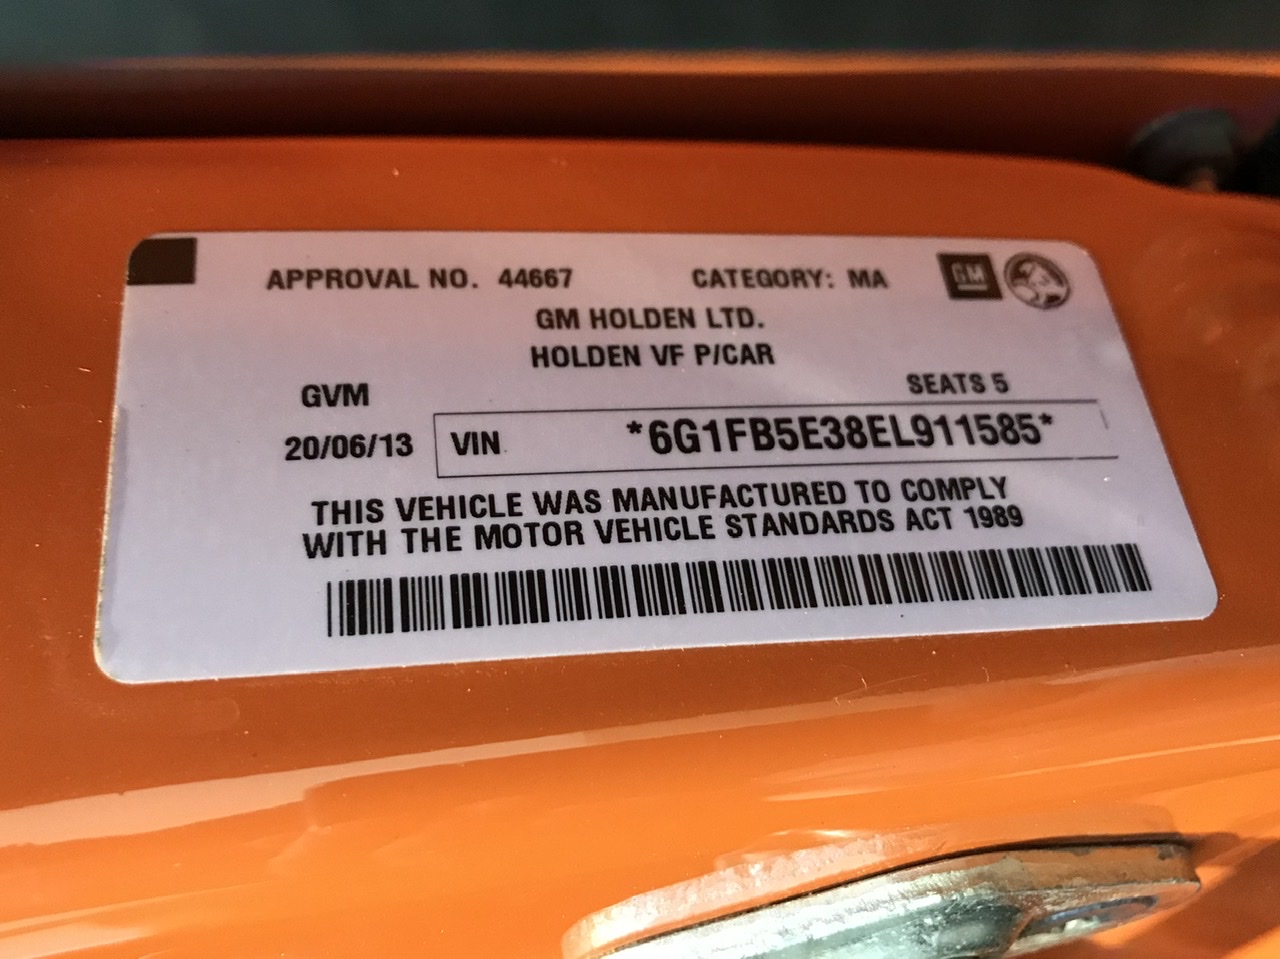 APPROVAL NO. 44667 CATEGORY: MA GM
GM HOLDEN LTD.
HOLDEN VF P/CAR
GVM SEATS 5
20/06/13 VIN *6G1FB5E38EL911585*
THIS VEHICLE WAS MANUFACTURED TO COMPLY
WITH THE MOTOR VEHICLE STANDARDS ACT 1989